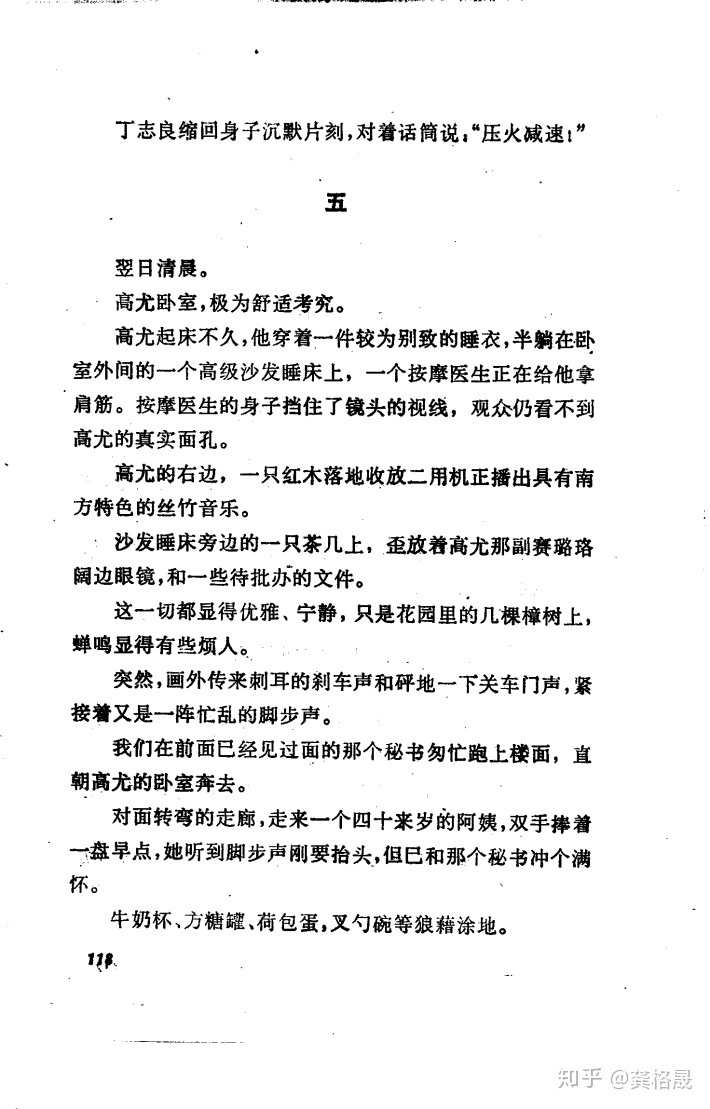 丁志良缩回身子沉默片刻,对着话筒说:“压火减速!”
五
翌日清晨。
高尤卧室,极为舒适考究。
高尤起床不久,他穿着一件较为别致的睡衣,半躺在卧
室外间的一个高级沙发睡床上,一个按摩医生正在给他拿
肩筋。按摩医生的身子挡住了镜头的视线,观众仍看不到
高尤的真实面孔。
高尤的右边,一只红木落地收放二用机正播出具有南
方特色的丝竹音乐。
沙发睡床旁边的一只茶几上,歪放着高尤那副赛璐珞
阔边眼镜,和一些待批办的文件。
这一切都显得优雅、宁静,只是花园里的几棵樟树上,
蝉鸣显得有些烦人。
突然,画外传来刺耳的刹车声和砰地一下关车门声,紧
接着又是一阵忙乱的脚步声。
我们在前面已经见过面的那个秘书匆忙跑上楼面,直
朝高尤的卧室奔去。
对面转弯的走廊,走来一个四十来岁的阿姨,双手捧着
一盘早点,她听到脚步声刚要抬头,但已和那个秘书冲个满
怀。
牛奶杯、方糖罐、荷包蛋,叉勺碗等狼藉涂地。
118
知乎 @龚格晟